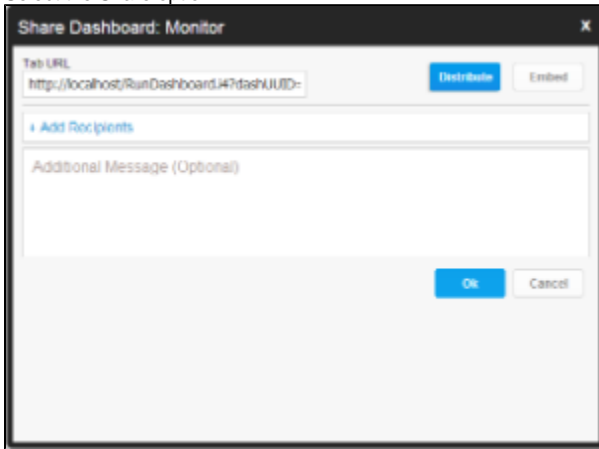 Share Dashboard: Monitor X
Tab URL
http://localhost/RunDashboard.i4?dashUUID=
Distribute Embed
+ Add Recipients
Additional Message (Optional)
Ok Cancel